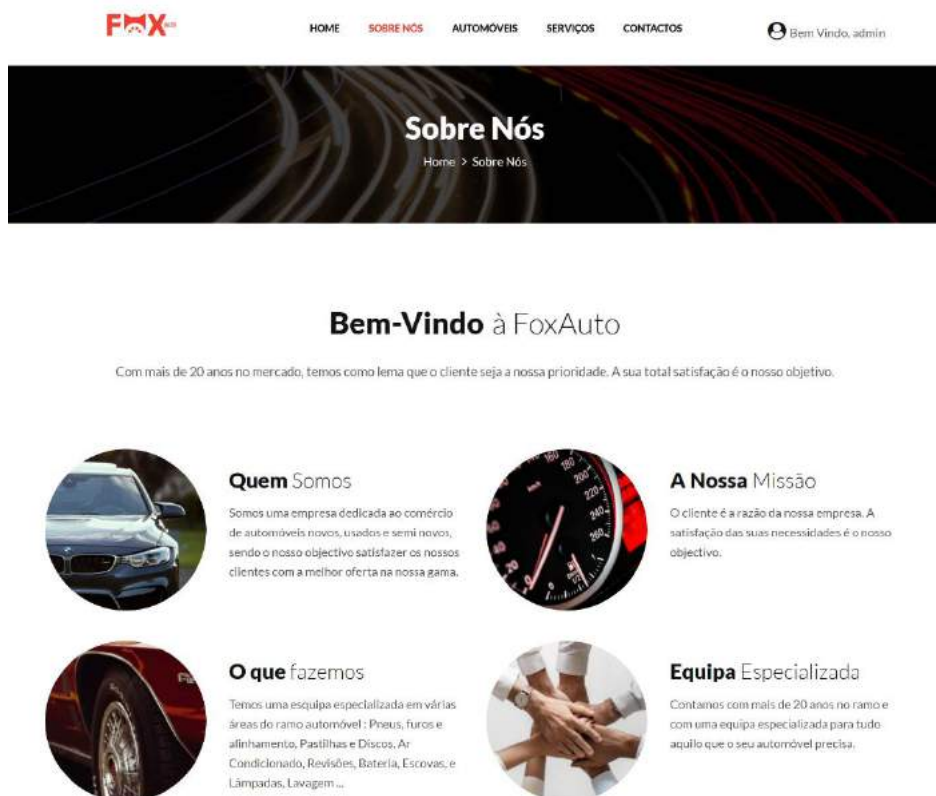 FOX AUTO
HOME SOBRE NÓS AUTOMÓVEIS SERVIÇOS CONTACTOS Bem Vindo, admin
Sobre Nós
Home > Sobre Nós
Bem-Vindo à FoxAuto
Com mais de 20 anos no mercado, temos como lema que o cliente seja a nossa prioridade. A sua total satisfação é o nosso objetivo.
Quem Somos
Somos uma empresa dedicada ao comércio
de automóveis novos, usados e semi novos,
sendo o nosso objectivo satisfazer os nossos
clientes com a melhor oferta na nossa gama.
A Nossa Missão
O cliente é a razão da nossa empresa. A
satisfação das suas necessidades é o nosso
objectivo.
O que fazemos
Temos uma esquipa especializada em várias
áreas do ramo automóvel : Pneus, furos e
alinhamento, Pastilhas e Discos, Ar
Condicionado, Revisões, Bateria, Escovas, e
Lâmpadas, Lavagem ...
Equipa Especializada
Contamos com mais de 20 anos no ramo e
com uma equipa especializada para tudo
aquilo que o seu automóvel precisa.